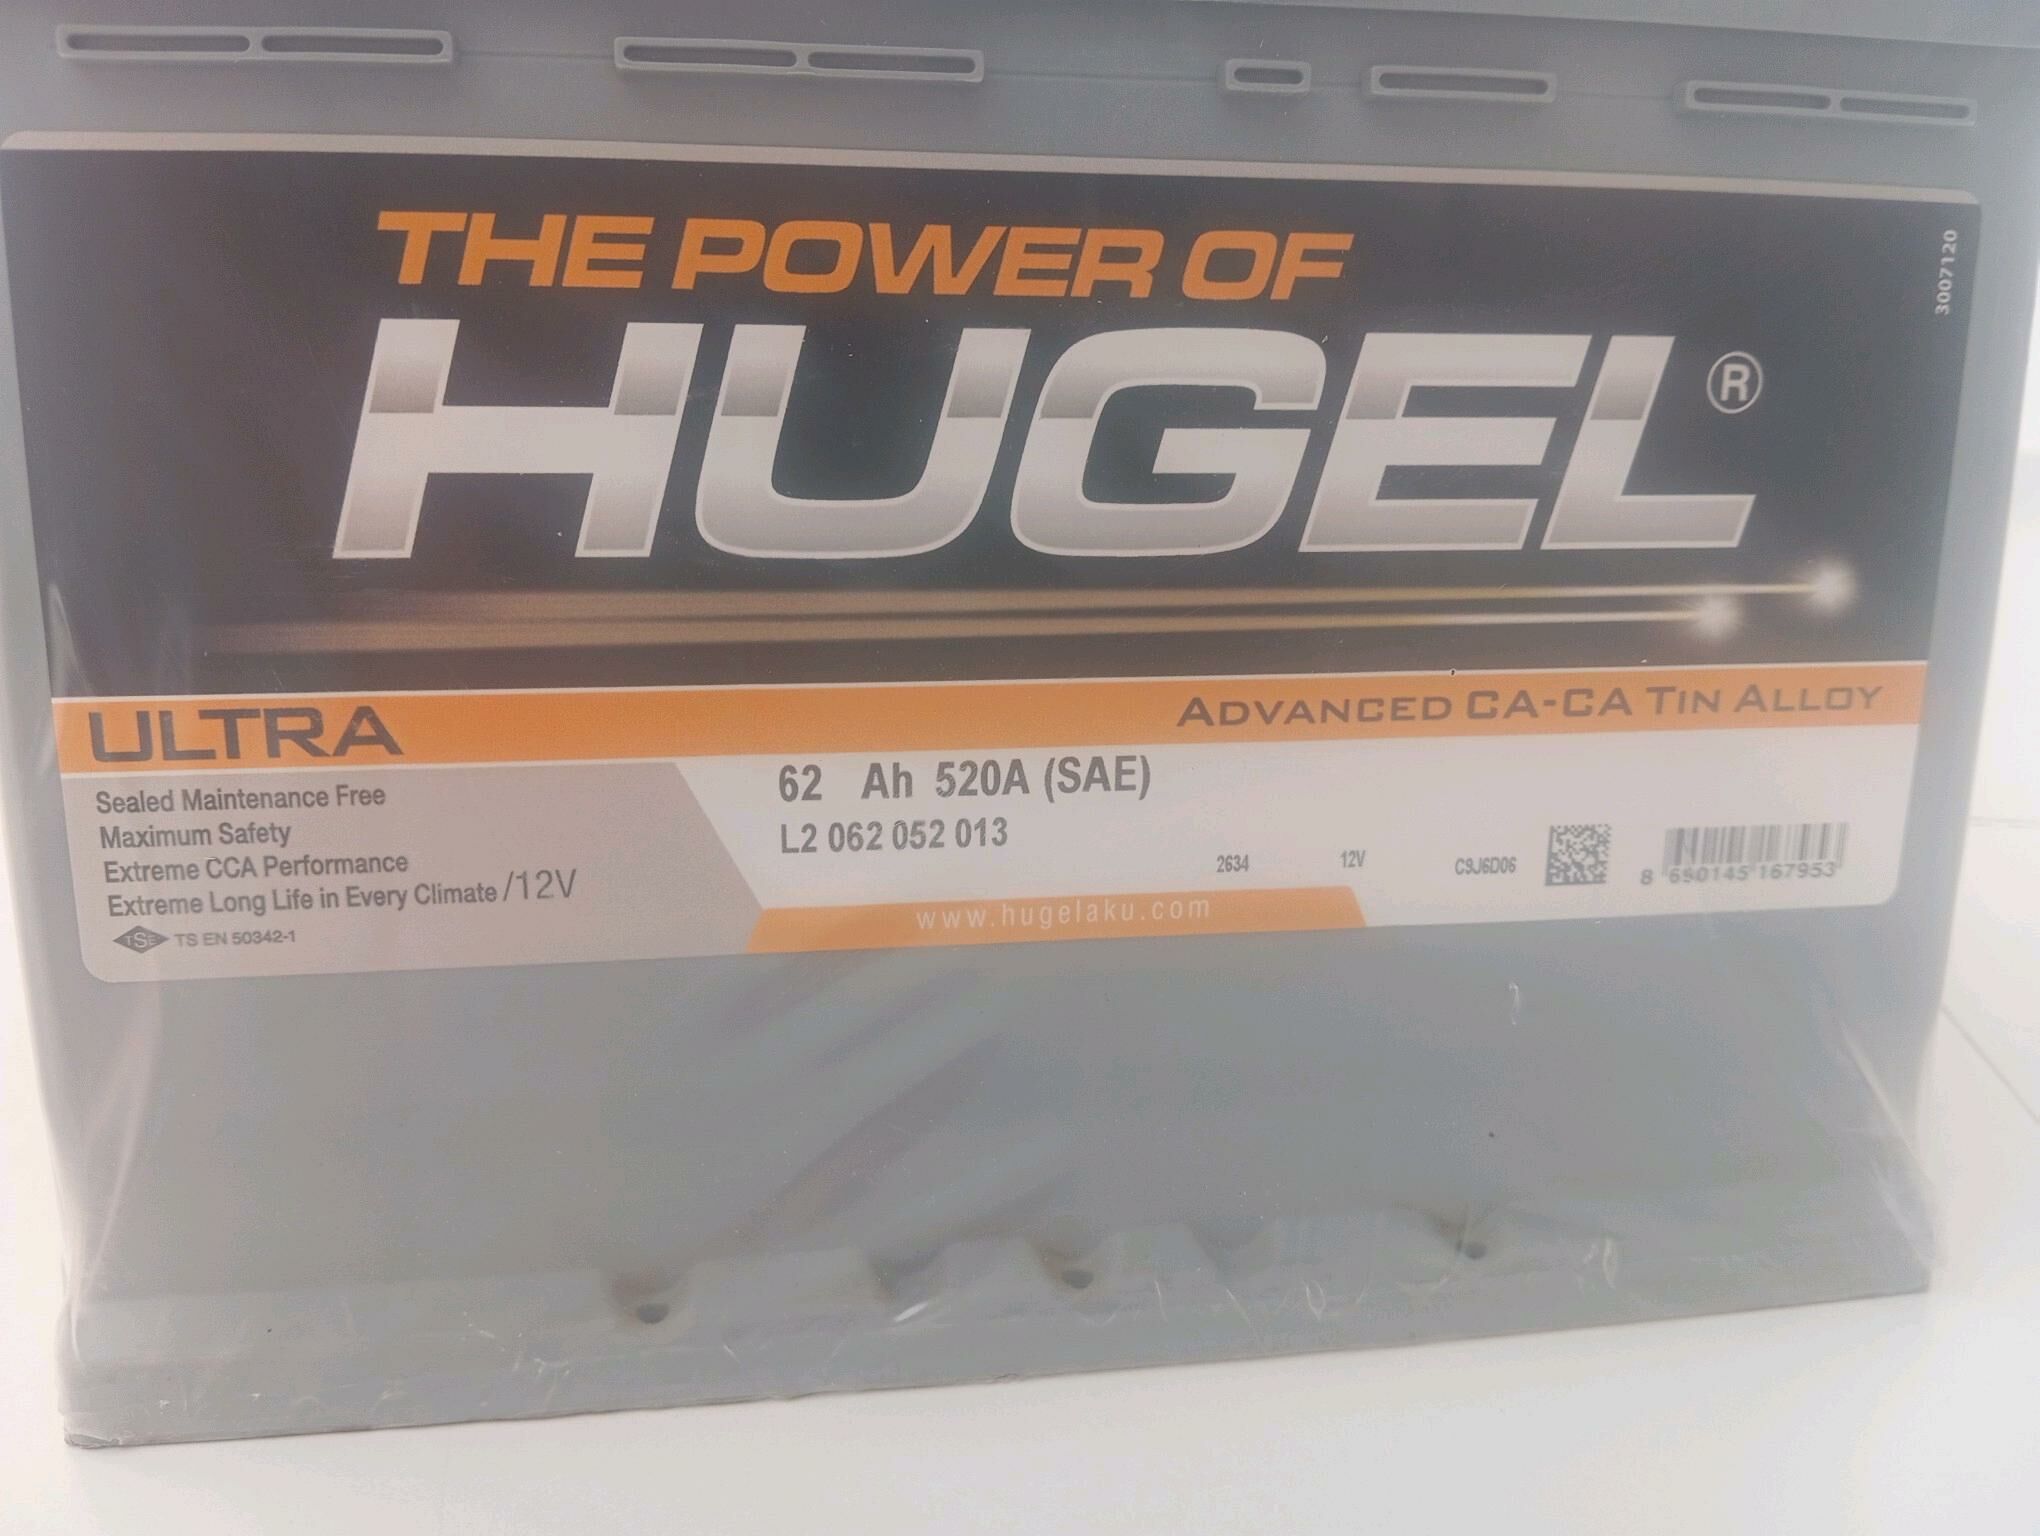 THE POWER OF
HUGEL®
3007120
ULTRA
ADVANCED CA-CA TIN ALLOY
Sealed Maintenance Free
Maximum Safety
Extreme CCA Performance
Extreme Long Life in Every Climate /12V
TSE TS EN 50342-1
62 Ah 520A (SAE)
L2 062 052 013
2634 12V C9J6D06
8 690145 167953
www.hugelaku.com